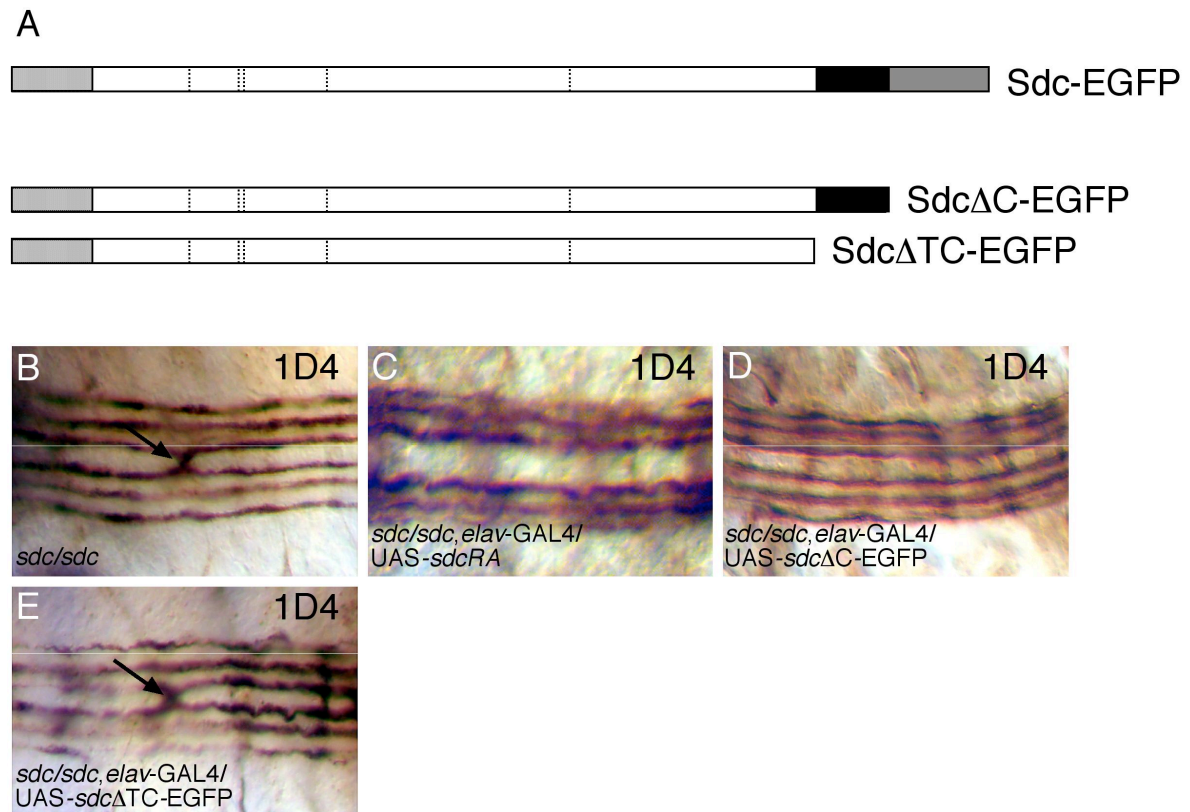 A
Sdc-EGFP
SdcΔC-EGFP
SdcΔTC-EGFP
B 1D4
sdc/sdc
C 1D4
sdc/sdc,elav-GAL4/
UAS-sdcRA
D 1D4
sdc/sdc,elav-GAL4/
UAS-sdcΔC-EGFP
E 1D4
sdc/sdc,elav-GAL4/
UAS-sdcΔTC-EGFP